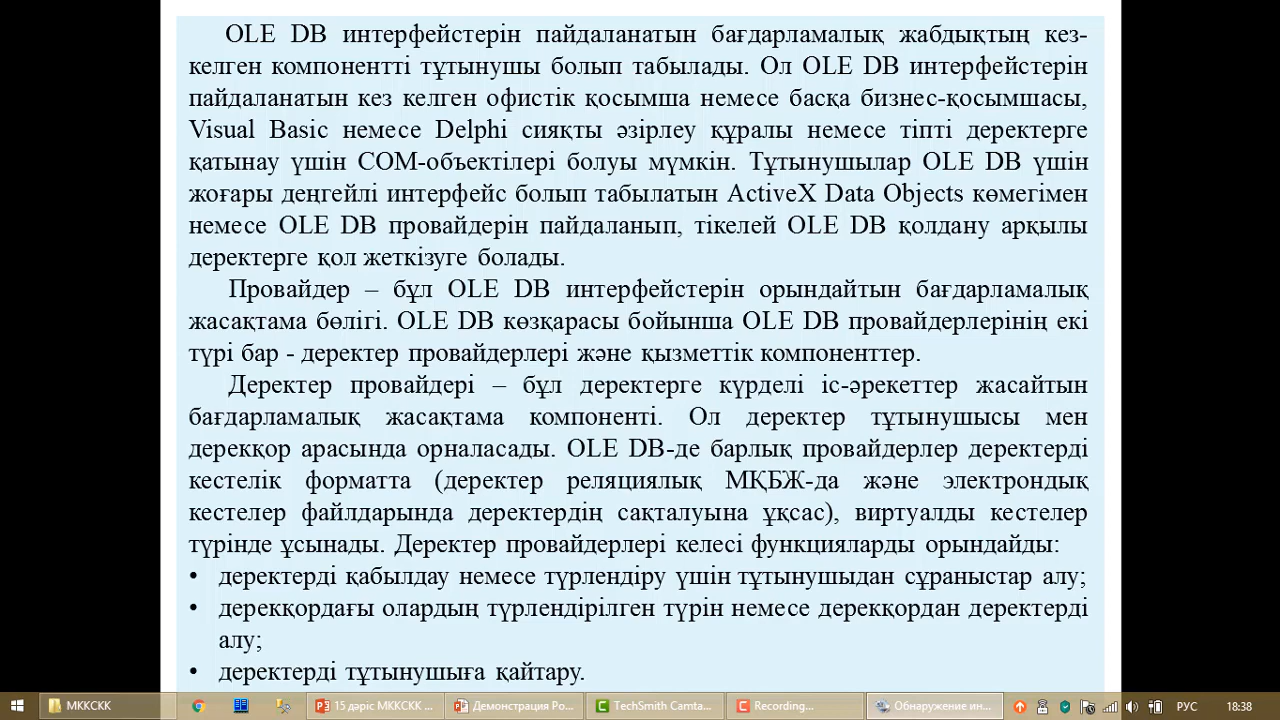 OLE DB интерфейстерін пайдаланатын бағдарламалық жабдықтың кез-
келген компонентті тұтынушы болып табылады. Ол OLE DB интерфейстерін
пайдаланатын кез келген офистік қосымша немесе басқа бизнес-қосымшасы,
Visual Basic немесе Delphi сияқты әзірлеу құралы немесе тіпті деректерге
қатынау үшін COM-объектілері болуы мүмкін. Тұтынушылар OLE DB үшін
жоғары деңгейлі интерфейс болып табылатын ActiveX Data Objects көмегімен
немесе OLE DB провайдерін пайдаланып, тікелей OLE DB қолдану арқылы
деректерге қол жеткізуге болады.
Провайдер – бұл OLE DB интерфейстерін орындайтын бағдарламалық
жасақтама бөлігі. OLE DB көзқарасы бойынша OLE DB провайдерлерінің екі
түрі бар - деректер провайдерлері және қызметтік компоненттер.
Деректер провайдері – бұл деректерге күрделі іс-әрекеттер жасайтын
бағдарламалық жасақтама компоненті. Ол деректер тұтынушысы мен
дерекқор арасында орналасады. OLE DB-де барлық провайдерлер деректерді
кестелік форматта (деректер реляциялық МҚБЖ-да және электрондық
кестелер файлдарында деректердің сақталуына ұқсас), виртуалды кестелер
түрінде ұсынады. Деректер провайдерлері келесі функцияларды орындайды:
• деректерді қабылдау немесе түрлендіру үшін тұтынушыдан сұраныстар алу;
• дерекқордағы олардың түрлендірілген түрін немесе дерекқордан деректерді
алу;
• деректерді тұтынушыға қайтару.
МККСКК 15 дәріс МККСКК ... Демонстрация Po... TechSmith Camta... Recording... Обнаружение ин... РУС 18:38